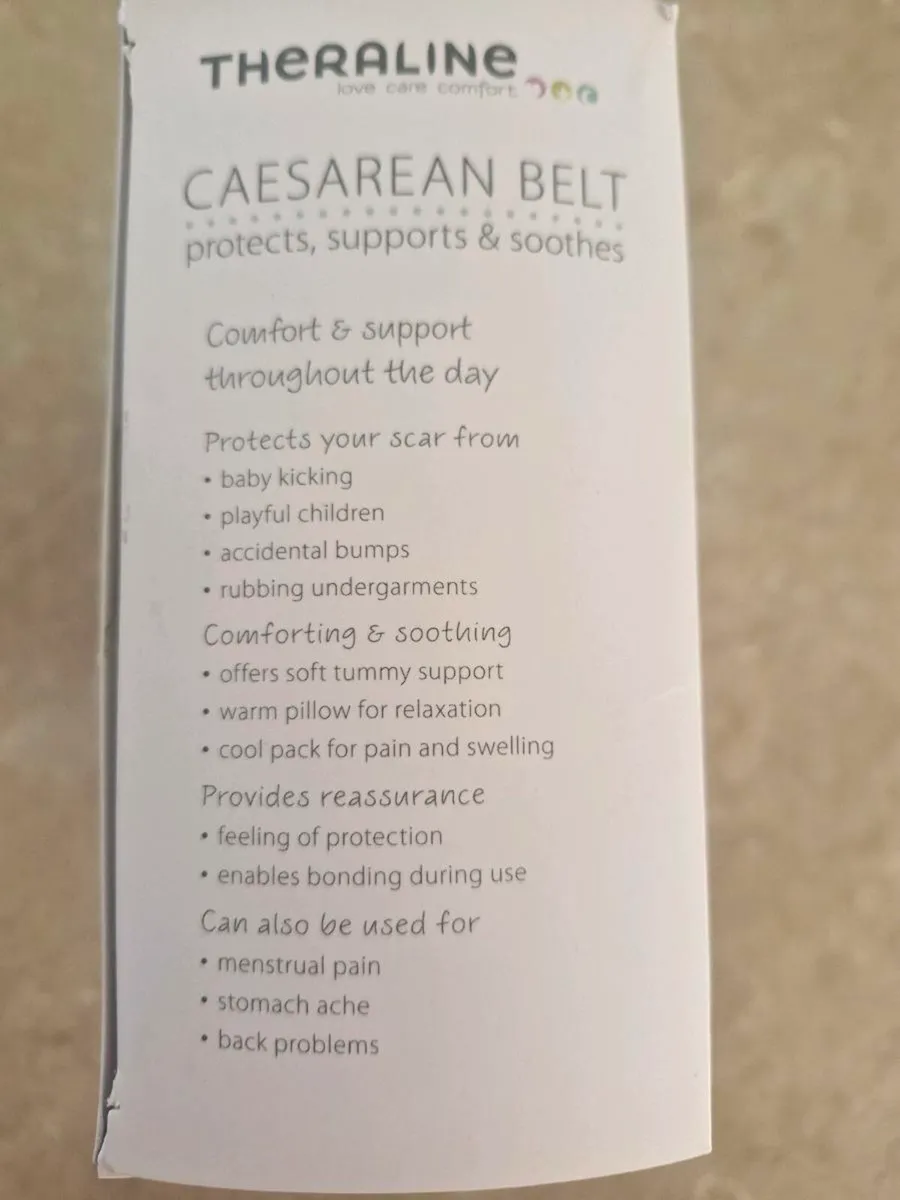 THERALINE
love care comfort
CAESAREAN BELT
protects, supports & soothes
Comfort & support
throughout the day
Protects your scar from
• baby kicking
• playful children
• accidental bumps
• rubbing undergarments
Comforting & soothing
• offers soft tummy support
• warm pillow for relaxation
• cool pack for pain and swelling
Provides reassurance
• feeling of protection
• enables bonding during use
Can also be used for
• menstrual pain
• stomach ache
• back problems